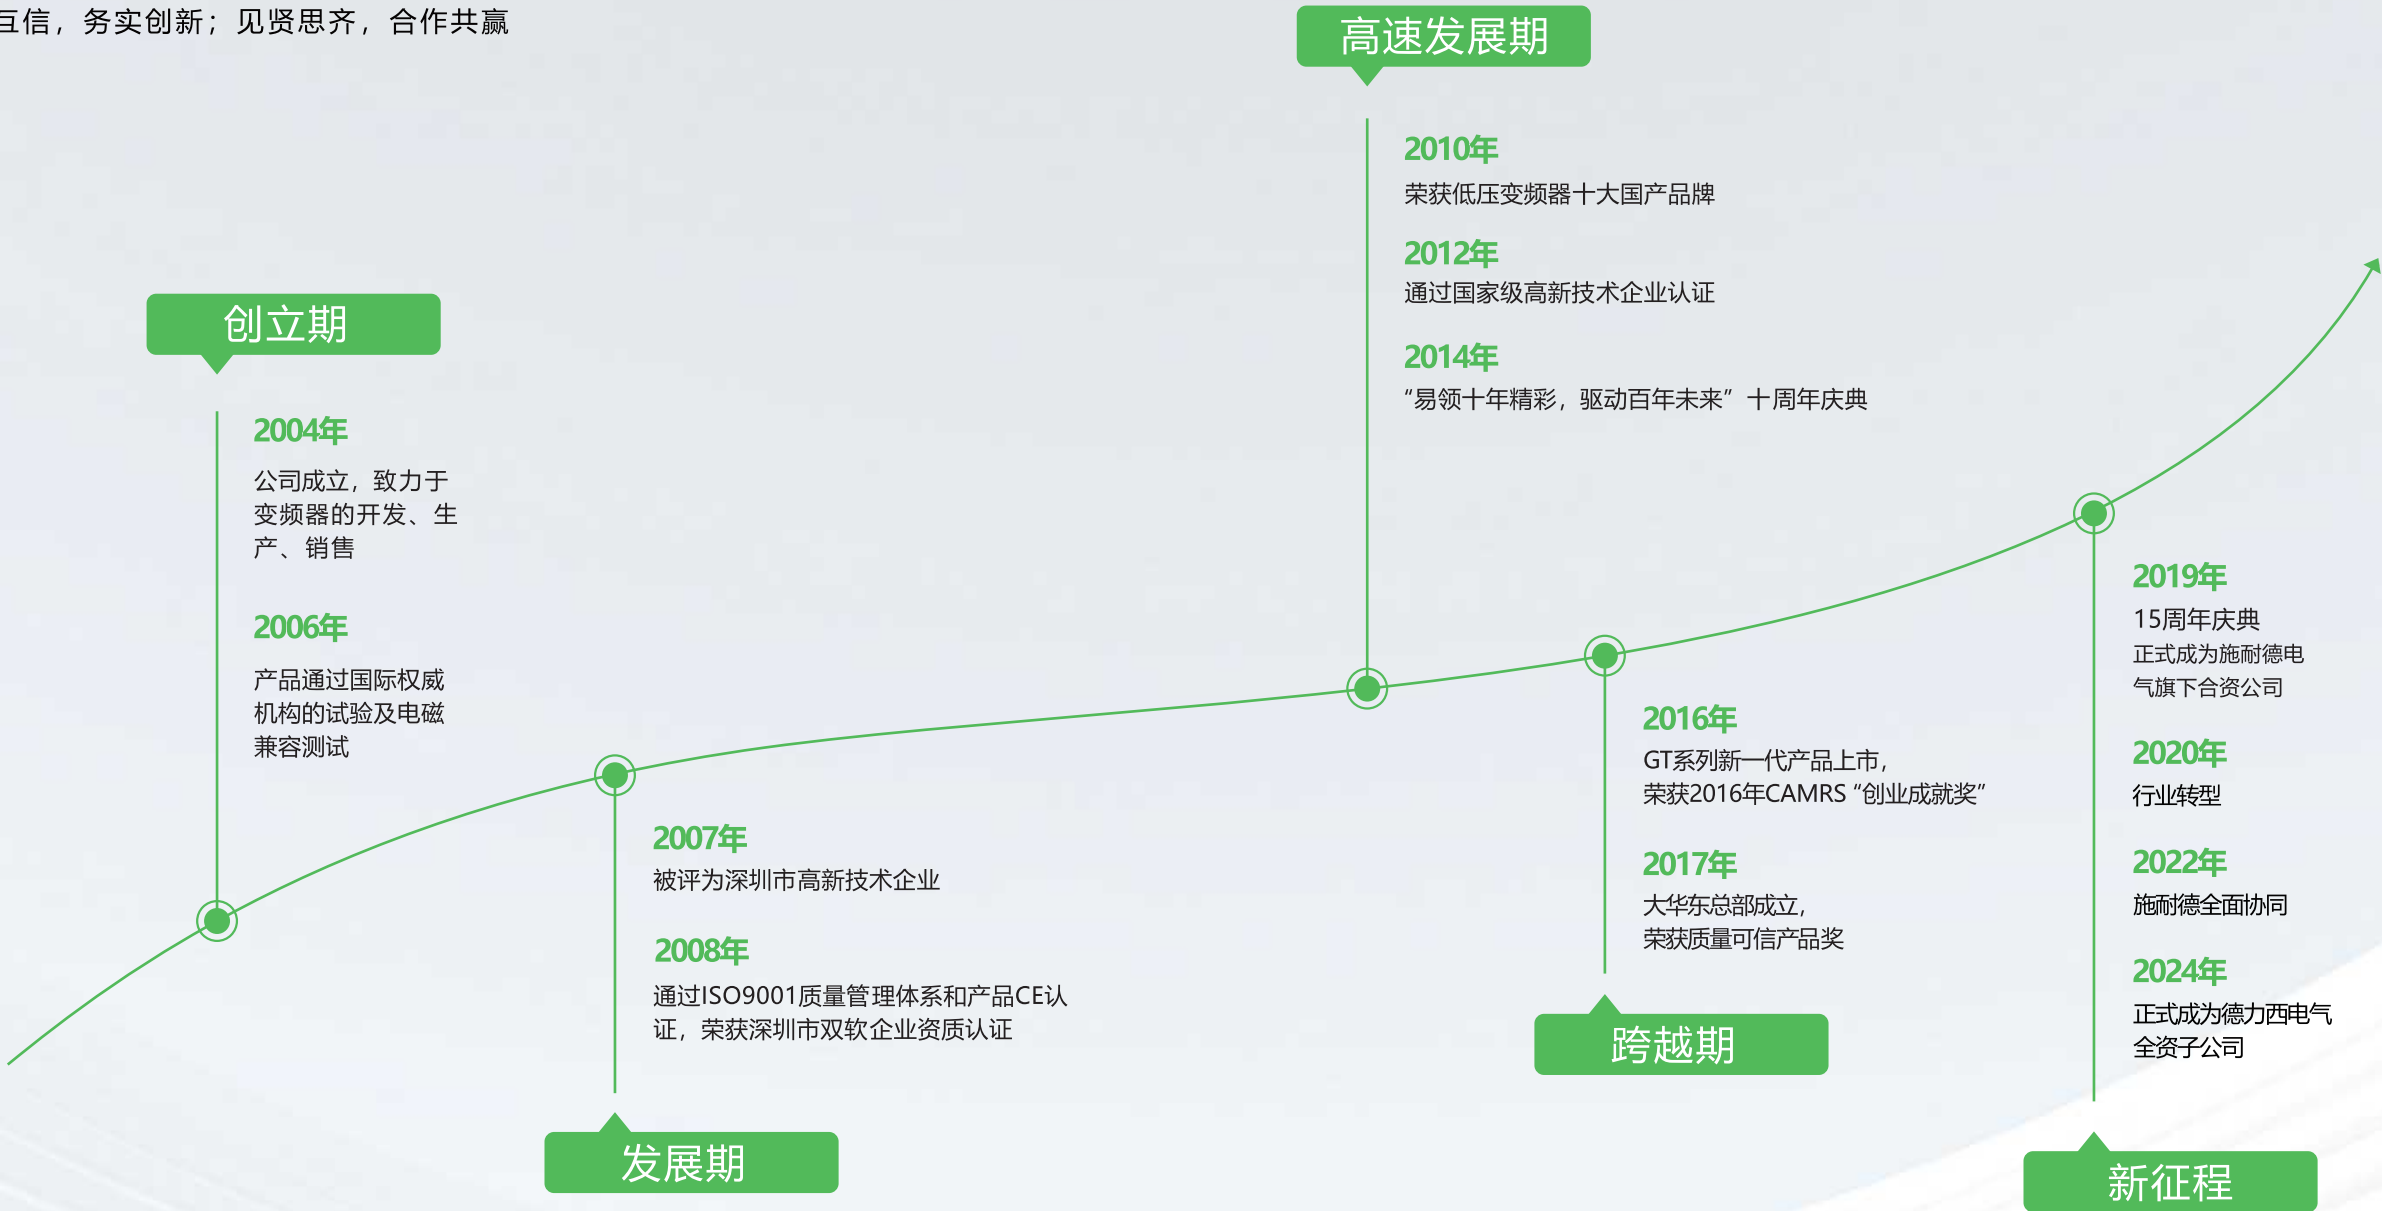 互信，务实创新；见贤思齐，合作共赢
创立期
2004年
公司成立，致力于
变频器的开发、生
产、销售
2006年
产品通过国际权威
机构的试验及电磁
兼容测试
2007年
被评为深圳市高新技术企业
2008年
通过ISO9001质量管理体系和产品CE认
证，荣获深圳市双软企业资质认证
发展期
高速发展期
2010年
荣获低压变频器十大国产品牌
2012年
通过国家级高新技术企业认证
2014年
“易领十年精彩，驱动百年未来”十周年庆典
2016年
GT系列新一代产品上市，
荣获2016年CAMRS “创业成就奖”
2017年
大华东总部成立，
荣获质量可信产品奖
跨越期
2019年
15周年庆典
正式成为施耐德电
气旗下合资公司
2020年
行业转型
2022年
施耐德全面协同
2024年
正式成为德力西电气
全资子公司
新征程